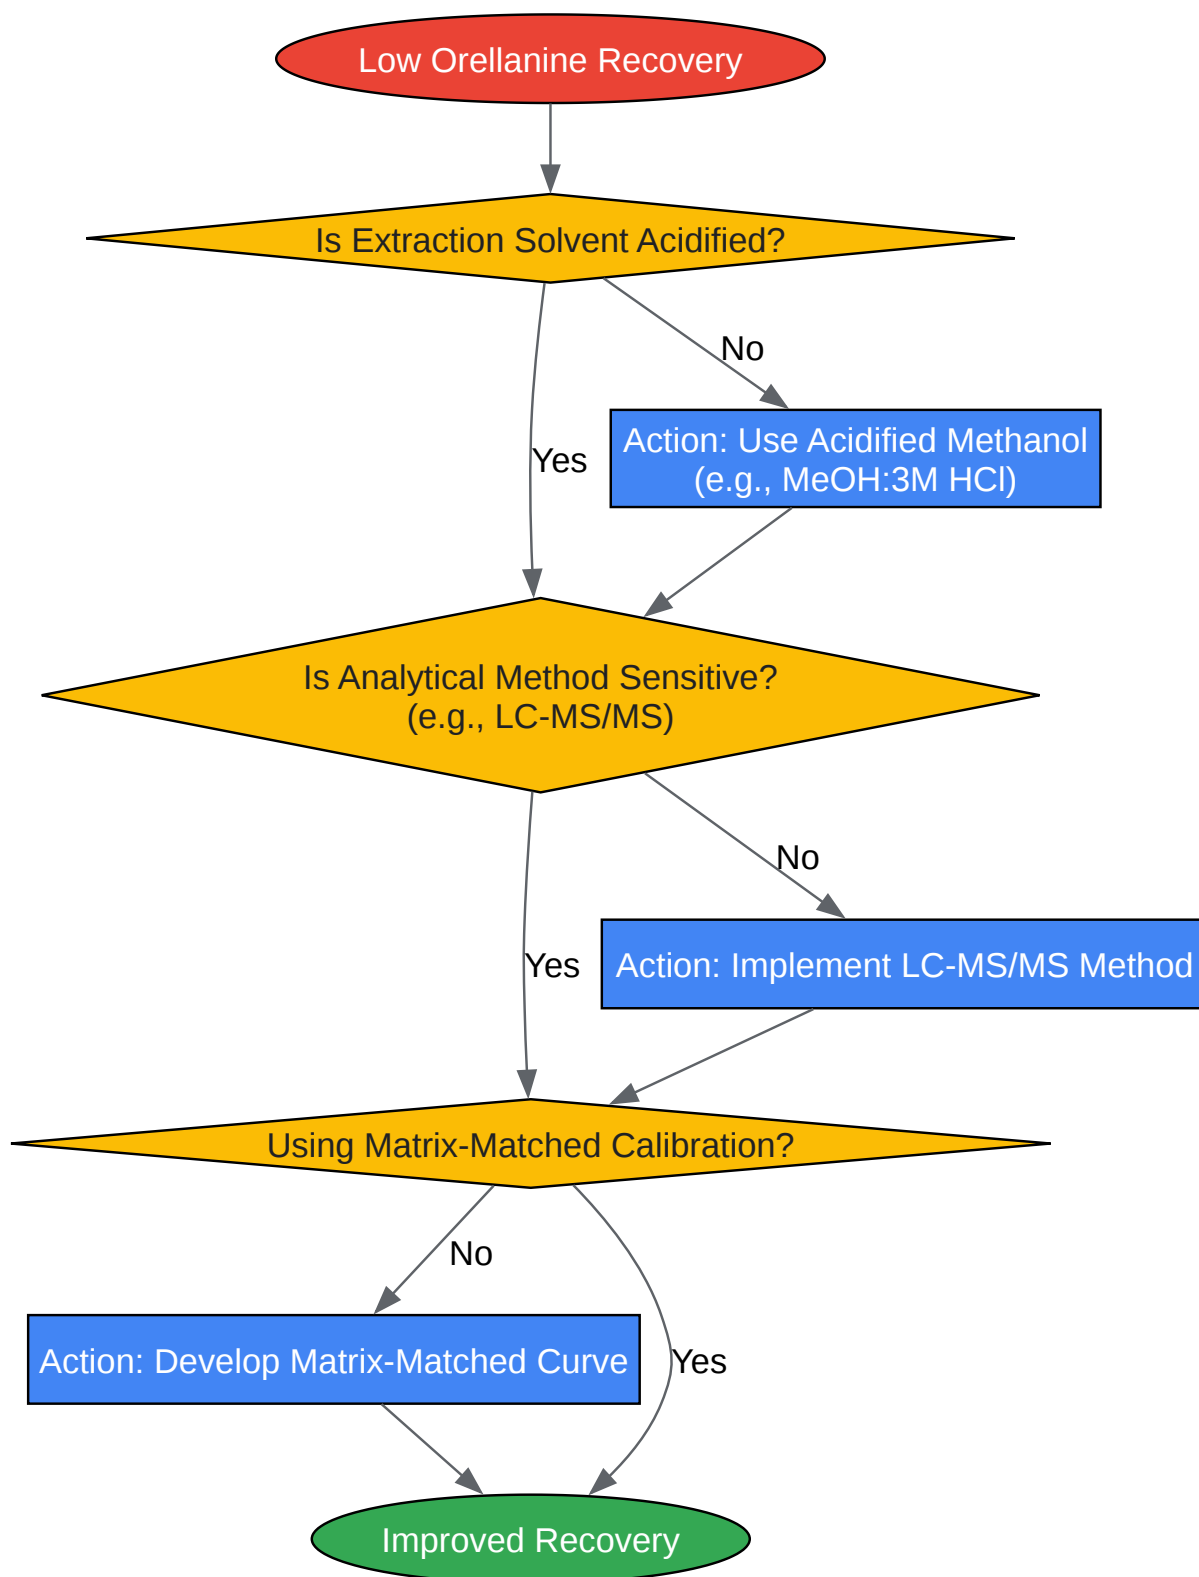 Low Orellanine Recovery
Is Extraction Solvent Acidified?
No
Action: Use Acidified Methanol
(e.g., MeOH:3M HCl)
Yes
Is Analytical Method Sensitive?
(e.g., LC-MS/MS)
No
Yes
Action: Implement LC-MS/MS Method
Using Matrix-Matched Calibration?
No
Action: Develop Matrix-Matched Curve
Yes
Improved Recovery